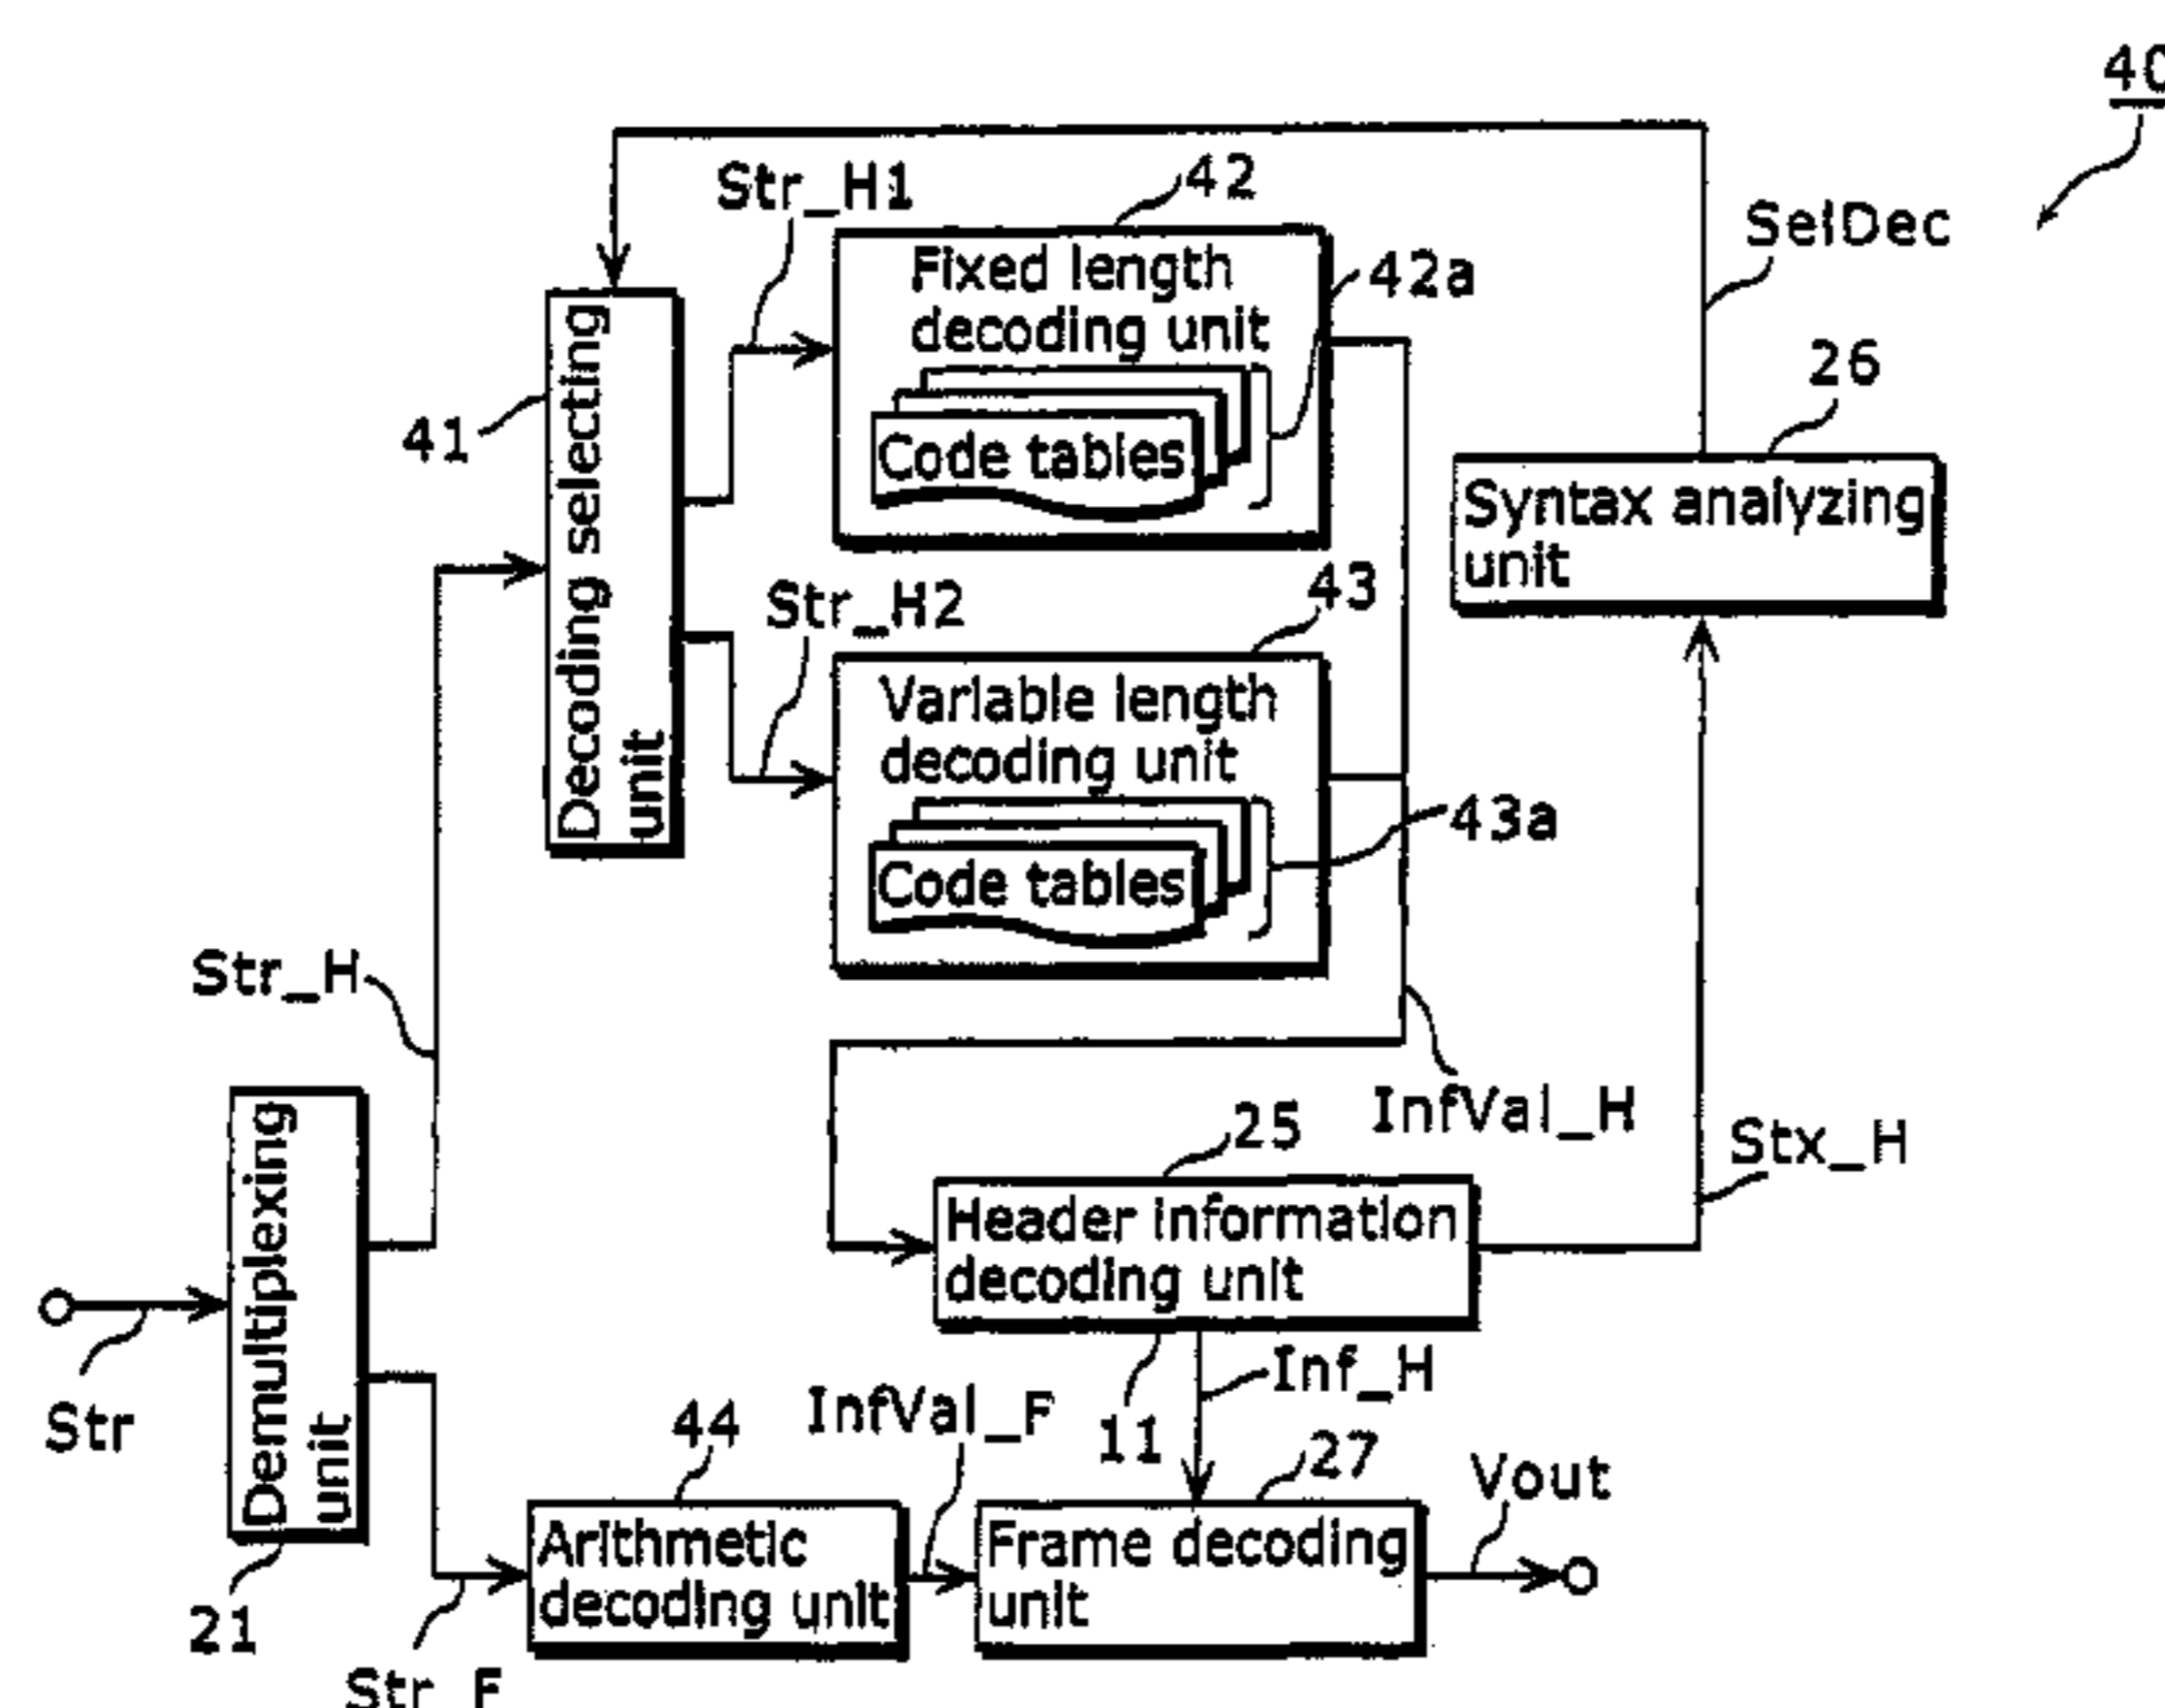 40
Str_H1
42
SelDec
Fixed length
decoding unit
42a
Code tables
26
41
Decoding selecting
unit
Syntax analyzing
unit
Str_H2
43
Variable length
decoding unit
43a
Code tables
Str_H
InfVal_H
25
Stx_H
Header information
decoding unit
Demultiplexing
unit
Str
Inf_H
InfVal_F
11
44
27
Vout
Arithmetic
decoding unit
Frame decoding
unit
21
Str_F